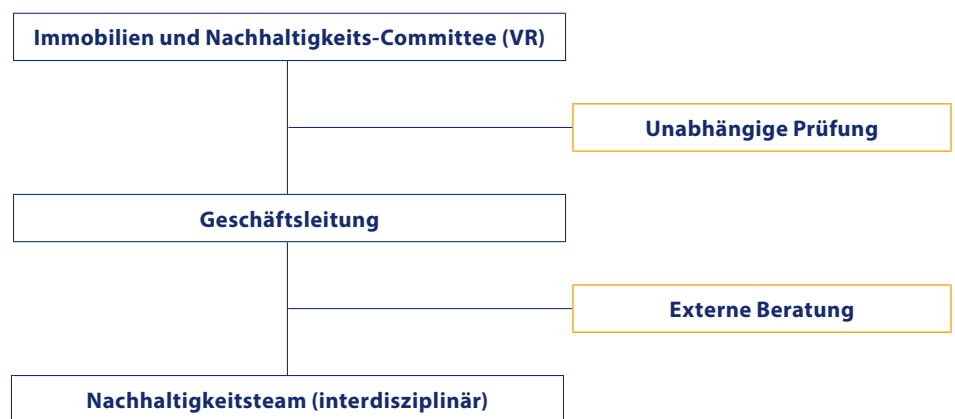 Immobilien und Nachhaltigkeits-Committee (VR)
Unabhängige Prüfung
Geschäftsleitung
Externe Beratung
Nachhaltigkeitsteam (interdisziplinär)